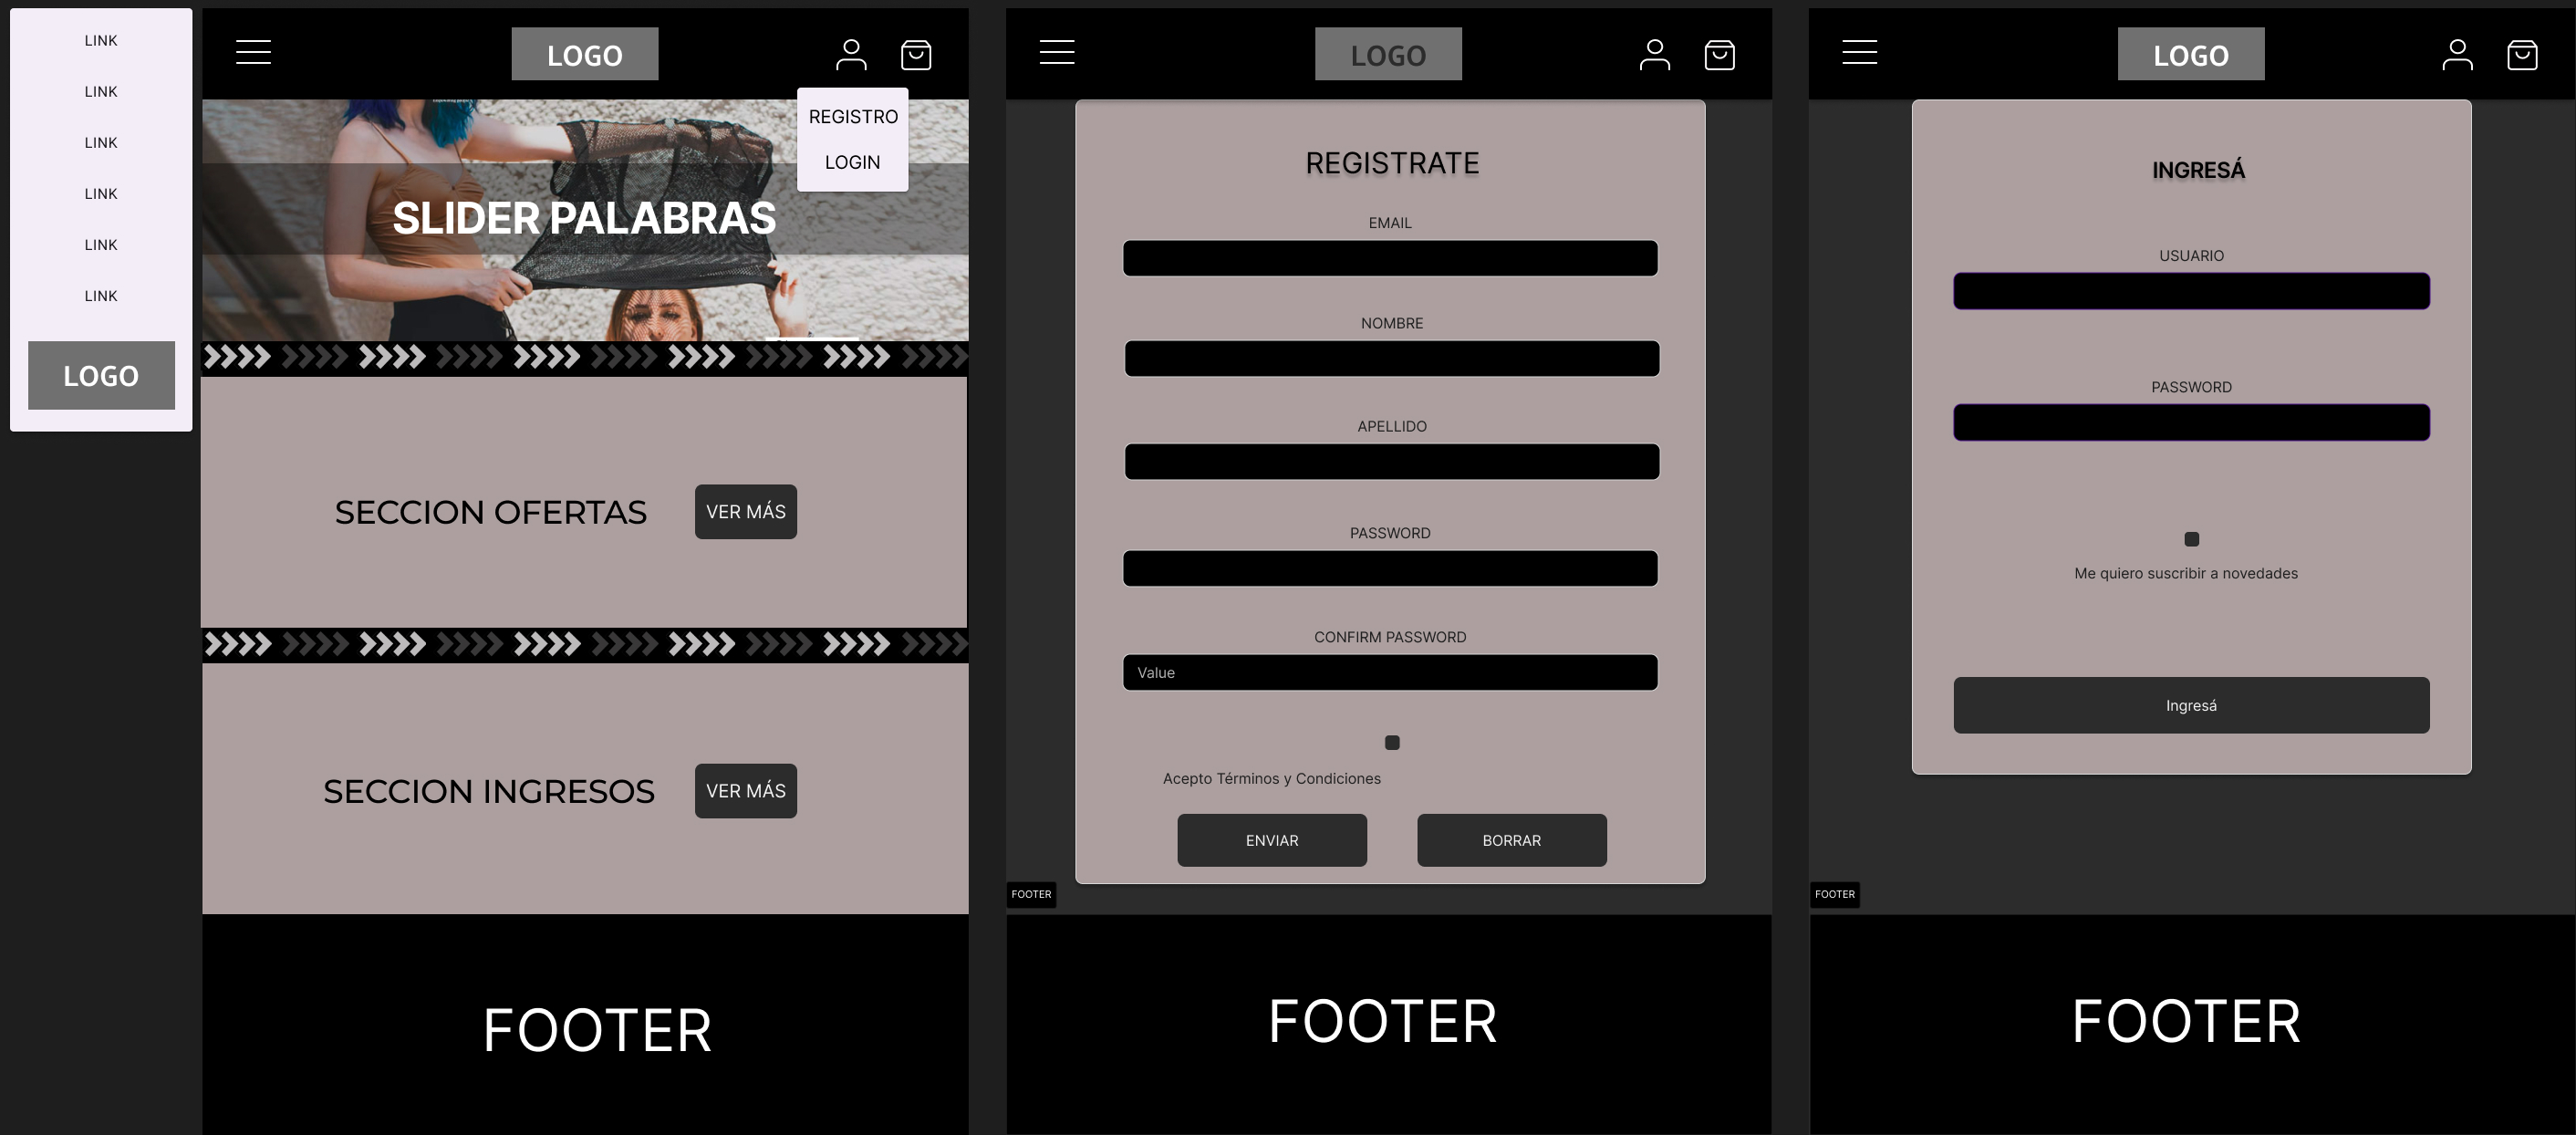 LINK
LINK
LINK
LINK
LINK
LINK
LOGO
LOGO
REGISTRO
LOGIN
SLIDER PALABRAS
SECCION OFERTAS
VER MÁS
SECCION INGRESOS
VER MÁS
FOOTER
LOGO
REGISTRATE
EMAIL
NOMBRE
APELLIDO
PASSWORD
CONFIRM PASSWORD
Value
Acepto Términos y Condiciones
ENVIAR
BORRAR
FOOTER
FOOTER
LOGO
INGRESÁ
USUARIO
PASSWORD
Me quiero suscribir a novedades
Ingresá
FOOTER
FOOTER